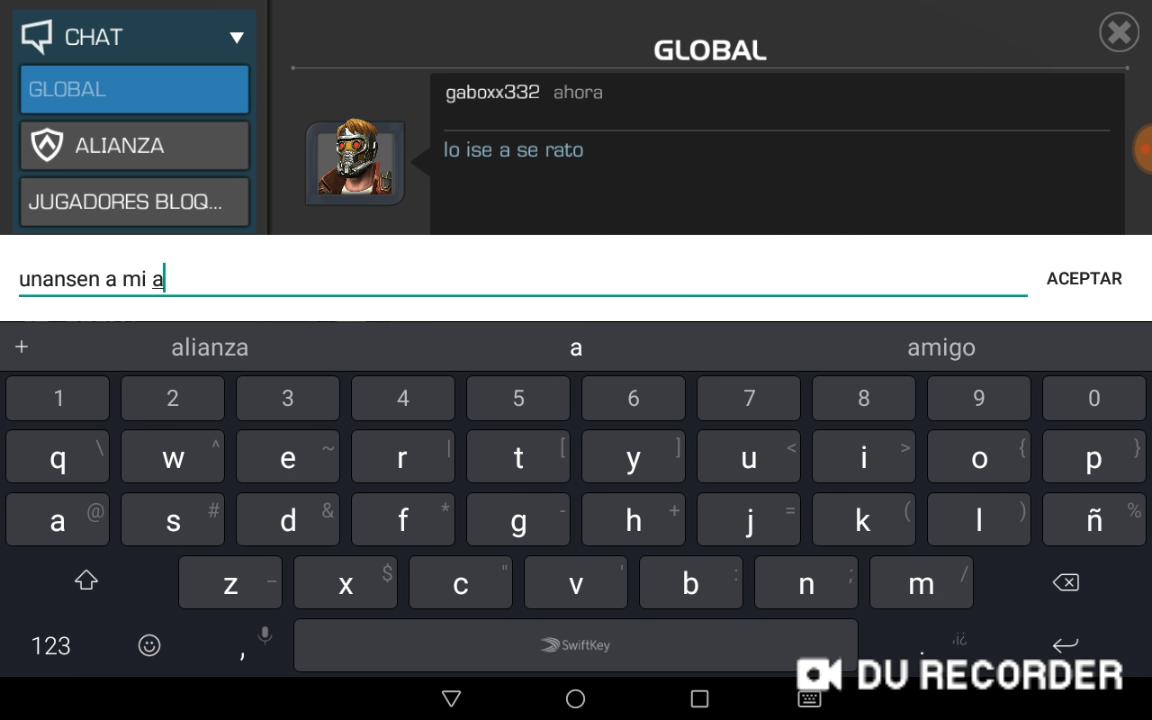 CHAT
GLOBAL
ALIANZA
JUGADORES BLOQ...
GLOBAL
gaboxx332 ahora
lo ise a se rato
unansen a mi a
ACEPTAR
+ alianza a amigo
1 2 3 4 5 6 7 8 9 0
q \ w ^ e ~ r | t [ y ] u < i > o { p }
a @ s # d & f * g - h + j = k ( l ) ñ %
z _ x $ c " v ' b : n ; m /
123 , SwiftKey . ,!¿
DU RECORDER